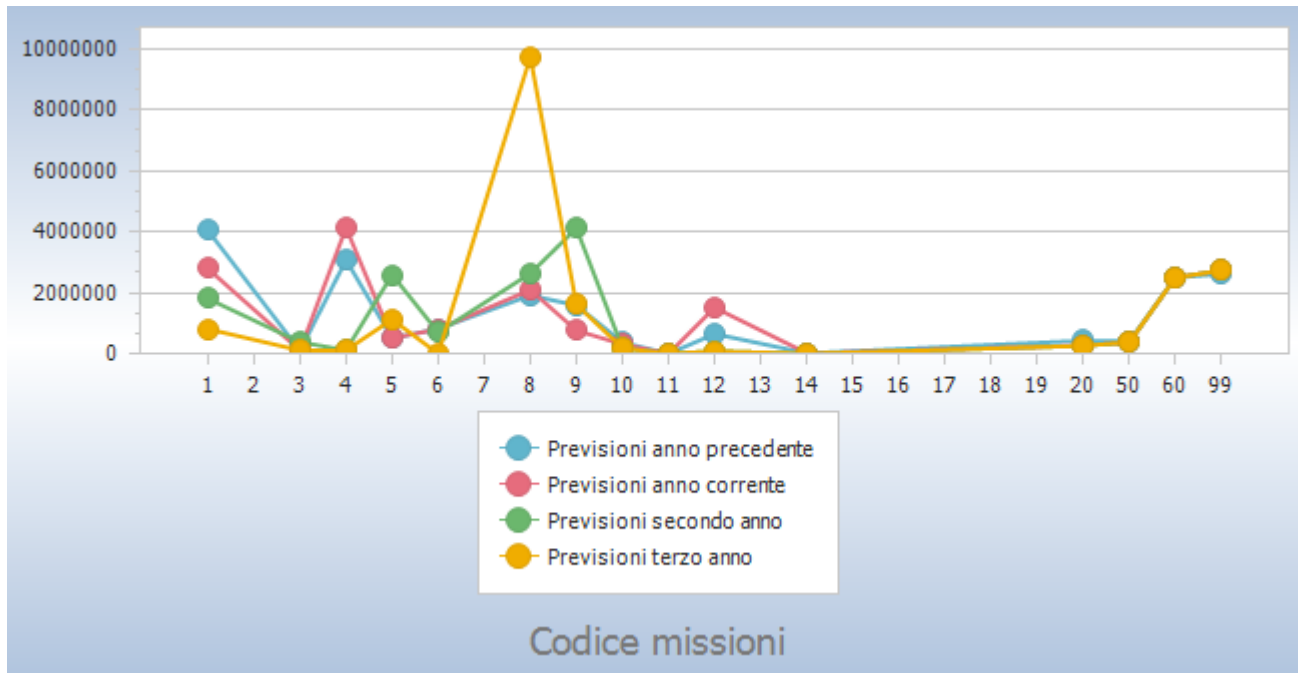 10000000
8000000
6000000
4000000
2000000
0
1 2 3 4 5 6 7 8 9 10 11 12 13 14 15 16 17 18 19 20 50 60 99
Previsioni anno precedente
Previsioni anno corrente
Previsioni secondo anno
Previsioni terzo anno
Codice missioni